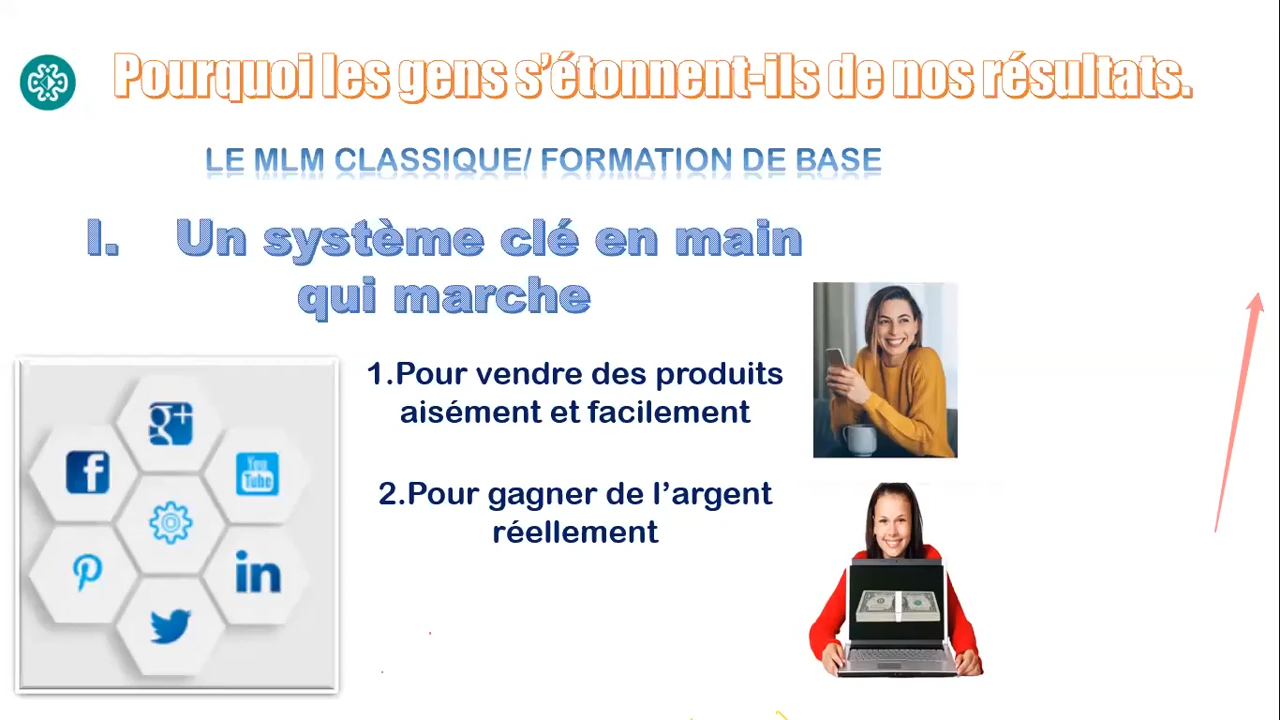 Pourquoi les gens s’étonnent-ils de nos résultats.
LE MLM CLASSIQUE/ FORMATION DE BASE
I. Un système clé en main
qui marche
1.Pour vendre des produits
aisément et facilement
2.Pour gagner de l’argent
réellement
g+
f
You
Tube
in